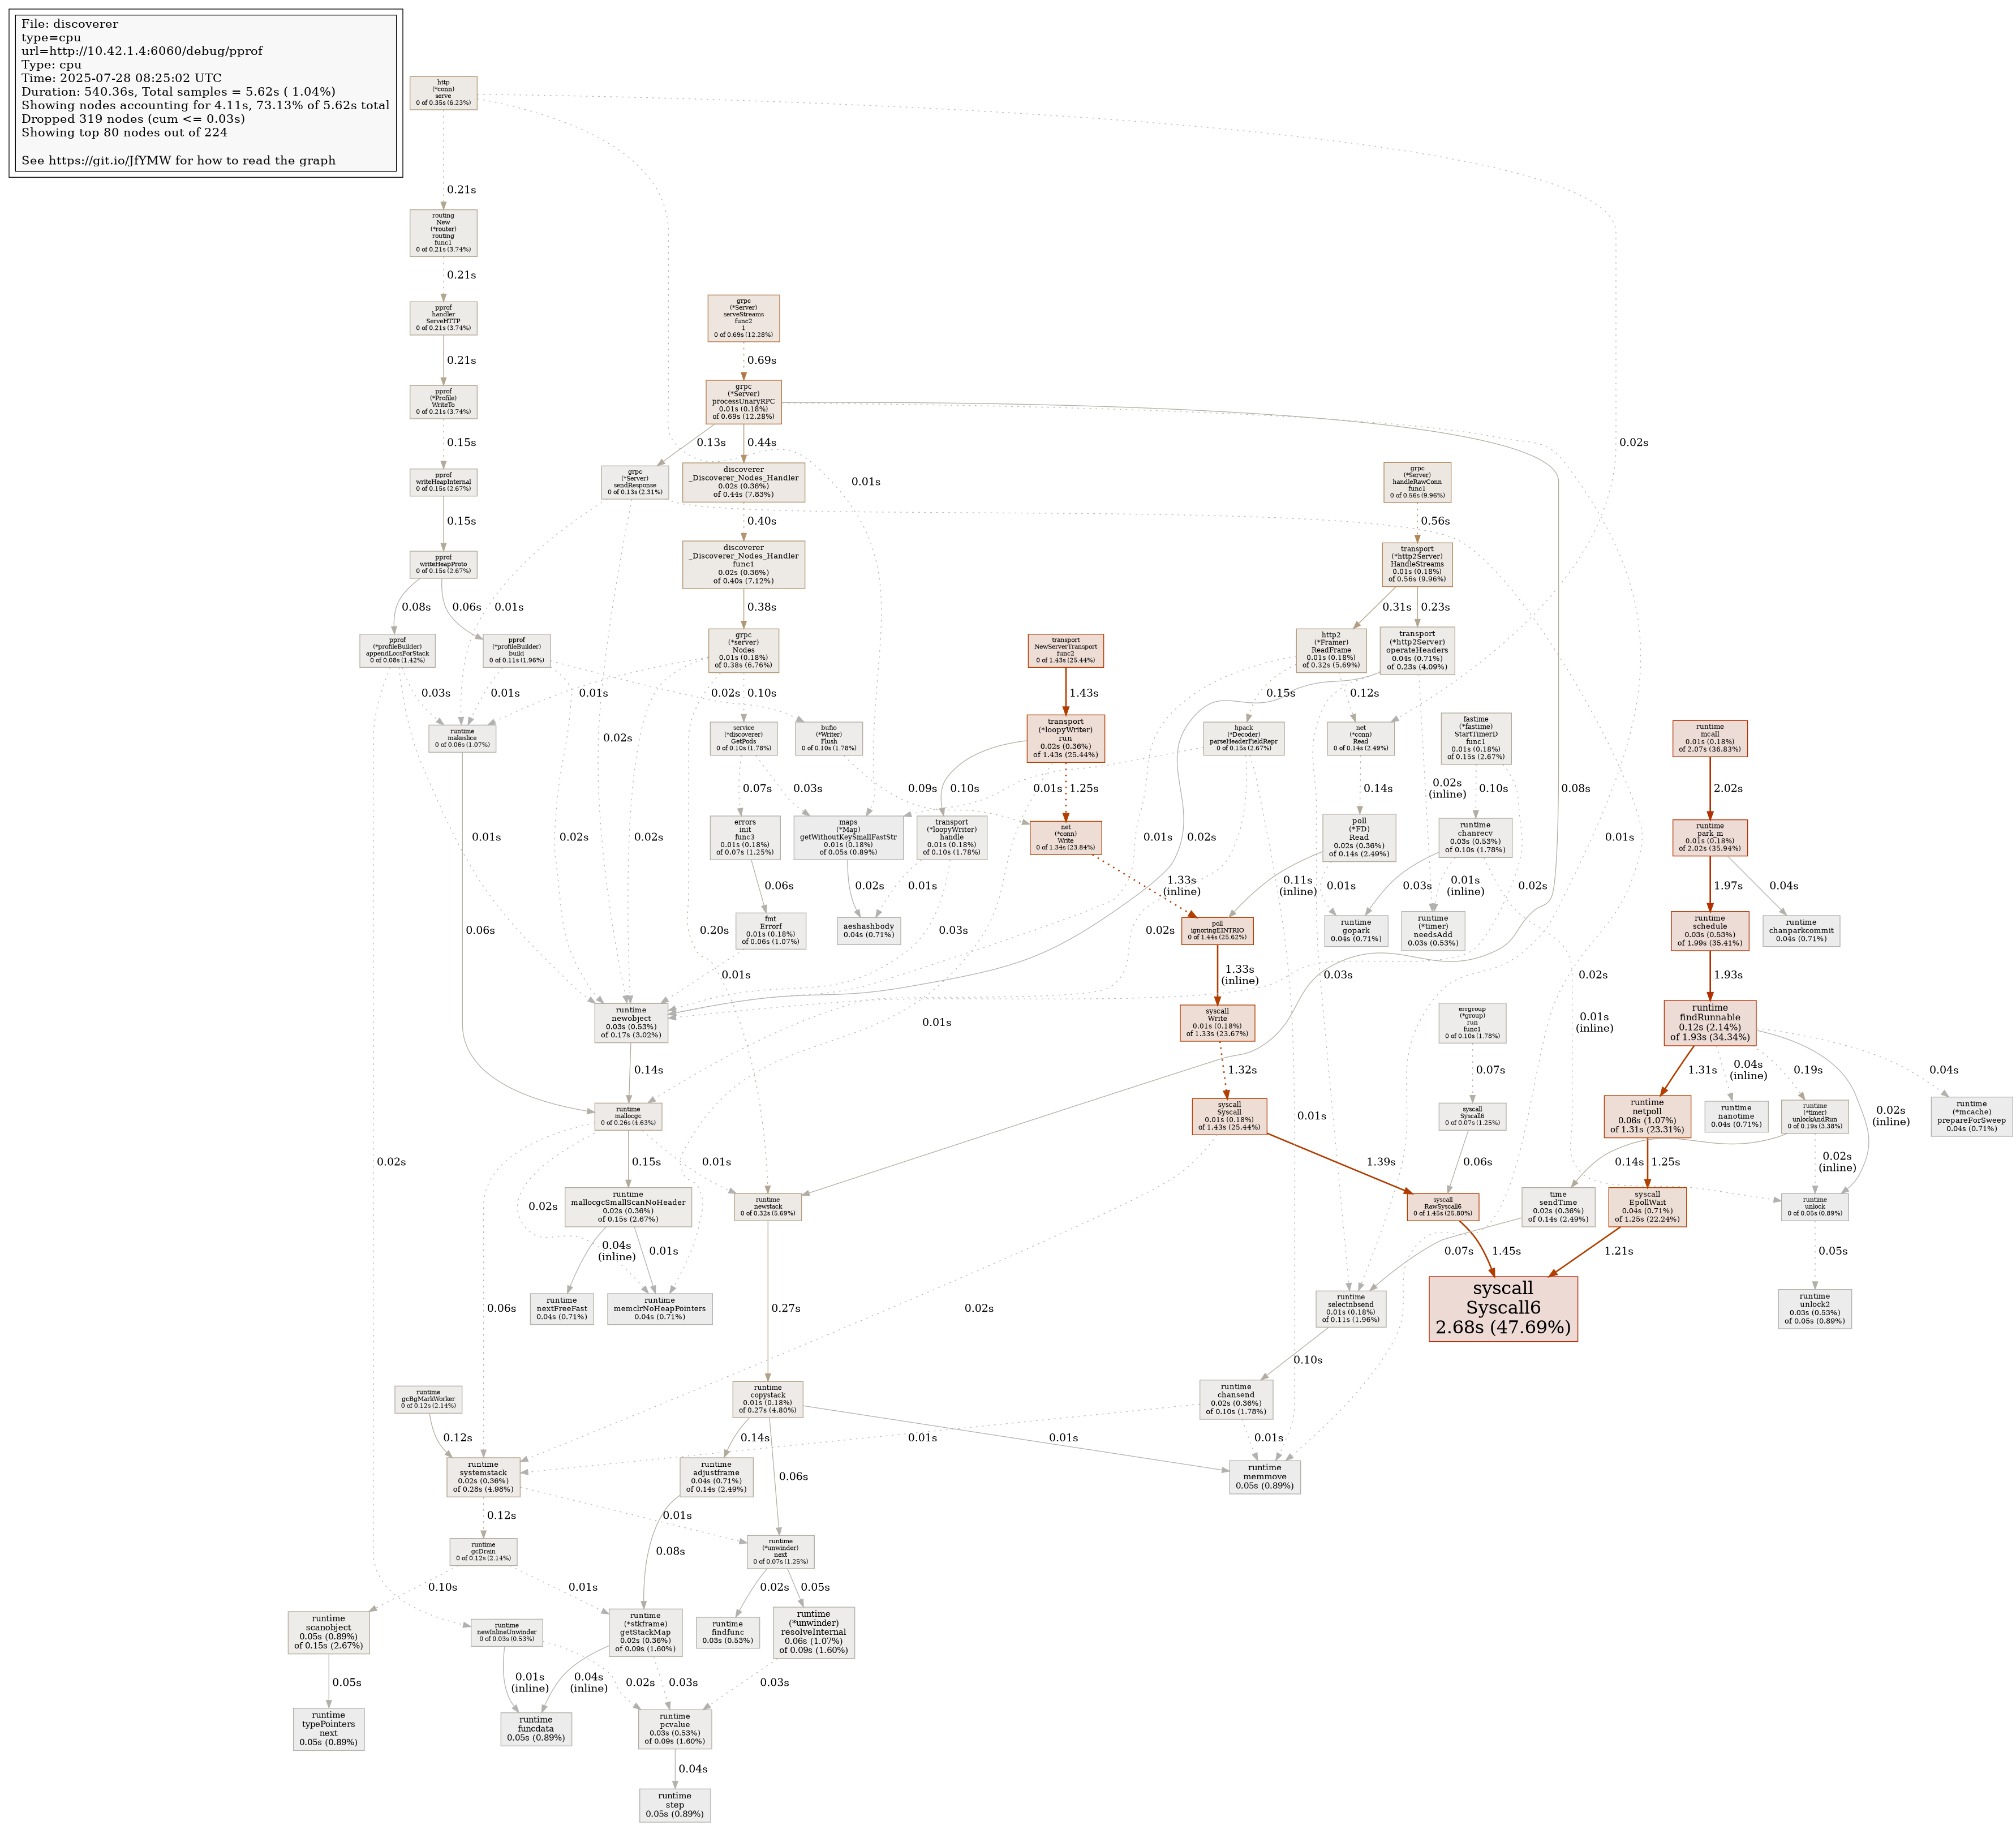 File: discoverer
type=cpu
url=http://10.42.1.4:6060/debug/pprof
Type: cpu
Time: 2025-07-28 08:25:02 UTC
Duration: 540.36s, Total samples = 5.62s ( 1.04%)
Showing nodes accounting for 4.11s, 73.13% of 5.62s total
Dropped 319 nodes (cum <= 0.03s)
Showing top 80 nodes out of 224
See https://git.io/JfYMW for how to read the graph
http
(*conn)
serve
0 of 0.35s (6.23%)
0.21s
routing
New
(*router)
routing
func1
0 of 0.21s (3.74%)
0.21s
pprof
handler
ServeHTTP
0 of 0.21s (3.74%)
grpc
(*Server)
serveStreams
func2
1
0 of 0.69s (12.28%)
0.21s
0.69s
pprof
(*Profile)
WriteTo
0 of 0.21s (3.74%)
grpc
(*Server)
processUnaryRPC
0.01s (0.18%)
of 0.69s (12.28%)
0.15s
0.13s
0.44s
0.02s
pprof
writeHeapInternal
0 of 0.15s (2.67%)
grpc
(*Server)
sendResponse
0 of 0.13s (2.31%)
discoverer
_Discoverer_Nodes_Handler
0.02s (0.36%)
of 0.44s (7.83%)
0.01s
grpc
(*Server)
handleRawConn
func1
0 of 0.56s (9.96%)
0.15s
0.40s
0.56s
pprof
writeHeapProto
0 of 0.15s (2.67%)
discoverer
_Discoverer_Nodes_Handler
func1
0.02s (0.36%)
of 0.40s (7.12%)
transport
(*http2Server)
HandleStreams
0.01s (0.18%)
of 0.56s (9.96%)
0.08s
0.06s
0.01s
0.38s
0.31s
0.23s
pprof
(*profileBuilder)
appendLocsForStack
0 of 0.08s (1.42%)
pprof
(*profileBuilder)
build
0 of 0.11s (1.96%)
grpc
(*server)
Nodes
0.01s (0.18%)
of 0.38s (6.76%)
transport
NewServerTransport
func2
0 of 1.43s (25.44%)
http2
(*Framer)
ReadFrame
0.01s (0.18%)
of 0.32s (5.69%)
transport
(*http2Server)
operateHeaders
0.04s (0.71%)
of 0.23s (4.09%)
0.03s
0.01s
0.01s
0.02s
0.10s
1.43s
0.15s
0.12s
runtime
makeslice
0 of 0.06s (1.07%)
0.02s
service
(*discoverer)
GetPods
0 of 0.10s (1.78%)
bufio
(*Writer)
Flush
0 of 0.10s (1.78%)
transport
(*loopyWriter)
run
0.02s (0.36%)
of 1.43s (25.44%)
hpack
(*Decoder)
parseHeaderFieldRepr
0 of 0.15s (2.67%)
net
(*conn)
Read
0 of 0.14s (2.49%)
fastime
(*fastime)
StartTimerD
func1
0.01s (0.18%)
of 0.15s (2.67%)
runtime
mcall
0.01s (0.18%)
of 2.07s (36.83%)
0.07s
0.03s
0.09s
0.10s
0.01s
1.25s
0.14s
0.02s
(inline)
0.10s
0.08s
2.02s
0.01s
0.02s
0.02s
errors
init
func3
0.01s (0.18%)
of 0.07s (1.25%)
maps
(*Map)
getWithoutKeySmallFastStr
0.01s (0.18%)
of 0.05s (0.89%)
transport
(*loopyWriter)
handle
0.01s (0.18%)
of 0.10s (1.78%)
net
(*conn)
Write
0 of 1.34s (23.84%)
0.01s
0.02s
poll
(*FD)
Read
0.02s (0.36%)
of 0.14s (2.49%)
runtime
chanrecv
0.03s (0.53%)
of 0.10s (1.78%)
0.01s
runtime
park_m
0.01s (0.18%)
of 2.02s (35.94%)
0.06s
0.02s
0.01s
1.33s
(inline)
0.11s
(inline)
0.01s
0.03s
0.01s
(inline)
0.02s
1.97s
0.04s
0.06s
0.20s
fmt
Errorf
0.01s (0.18%)
of 0.06s (1.07%)
aeshashbody
0.04s (0.71%)
0.03s
0.02s
poll
ignoringEINTRIO
0 of 1.44s (25.62%)
runtime
gopark
0.04s (0.71%)
runtime
(*timer)
needsAdd
0.03s (0.53%)
runtime
schedule
0.03s (0.53%)
of 1.99s (35.41%)
runtime
chanparkcommit
0.04s (0.71%)
0.01s
1.33s
(inline)
0.03s
0.02s
1.93s
runtime
newobject
0.03s (0.53%)
of 0.17s (3.02%)
0.01s
syscall
Write
0.01s (0.18%)
of 1.33s (23.67%)
errgroup
(*group)
run
func1
0 of 0.10s (1.78%)
0.01s
(inline)
runtime
findRunnable
0.12s (2.14%)
of 1.93s (34.34%)
0.14s
1.32s
0.07s
1.31s
0.04s
(inline)
0.19s
0.04s
runtime
mallocgc
0 of 0.26s (4.63%)
syscall
Syscall
0.01s (0.18%)
of 1.43s (25.44%)
0.01s
syscall
Syscall6
0 of 0.07s (1.25%)
runtime
netpoll
0.06s (1.07%)
of 1.31s (23.31%)
runtime
nanotime
0.04s (0.71%)
runtime
(*timer)
unlockAndRun
0 of 0.19s (3.38%)
0.02s
(inline)
runtime
(*mcache)
prepareForSweep
0.04s (0.71%)
0.02s
0.15s
0.01s
1.39s
0.06s
0.14s
1.25s
0.02s
(inline)
0.02s
runtime
mallocgcSmallScanNoHeader
0.02s (0.36%)
of 0.15s (2.67%)
runtime
newstack
0 of 0.32s (5.69%)
syscall
RawSyscall6
0 of 1.45s (25.80%)
time
sendTime
0.02s (0.36%)
of 0.14s (2.49%)
syscall
EpollWait
0.04s (0.71%)
of 1.25s (22.24%)
runtime
unlock
0 of 0.05s (0.89%)
0.04s
(inline)
0.01s
0.07s
1.45s
1.21s
0.05s
0.06s
runtime
nextFreeFast
0.04s (0.71%)
runtime
memclrNoHeapPointers
0.04s (0.71%)
0.27s
0.02s
runtime
selectnbsend
0.01s (0.18%)
of 0.11s (1.96%)
syscall
Syscall6
2.68s (47.69%)
runtime
unlock2
0.03s (0.53%)
of 0.05s (0.89%)
0.10s
runtime
gcBgMarkWorker
0 of 0.12s (2.14%)
runtime
copystack
0.01s (0.18%)
of 0.27s (4.80%)
runtime
chansend
0.02s (0.36%)
of 0.10s (1.78%)
0.12s
0.14s
0.06s
0.01s
0.01s
0.01s
runtime
systemstack
0.02s (0.36%)
of 0.28s (4.98%)
runtime
adjustframe
0.04s (0.71%)
of 0.14s (2.49%)
runtime
memmove
0.05s (0.89%)
0.12s
0.01s
0.08s
runtime
gcDrain
0 of 0.12s (2.14%)
runtime
(*unwinder)
next
0 of 0.07s (1.25%)
0.10s
0.01s
0.02s
0.05s
runtime
scanobject
0.05s (0.89%)
of 0.15s (2.67%)
runtime
newInlineUnwinder
0 of 0.03s (0.53%)
runtime
(*stkframe)
getStackMap
0.02s (0.36%)
of 0.09s (1.60%)
runtime
findfunc
0.03s (0.53%)
runtime
(*unwinder)
resolveInternal
0.06s (1.07%)
of 0.09s (1.60%)
0.05s
0.01s
(inline)
0.04s
(inline)
0.02s
0.03s
0.03s
runtime
typePointers
next
0.05s (0.89%)
runtime
funcdata
0.05s (0.89%)
runtime
pcvalue
0.03s (0.53%)
of 0.09s (1.60%)
0.04s
runtime
step
0.05s (0.89%)